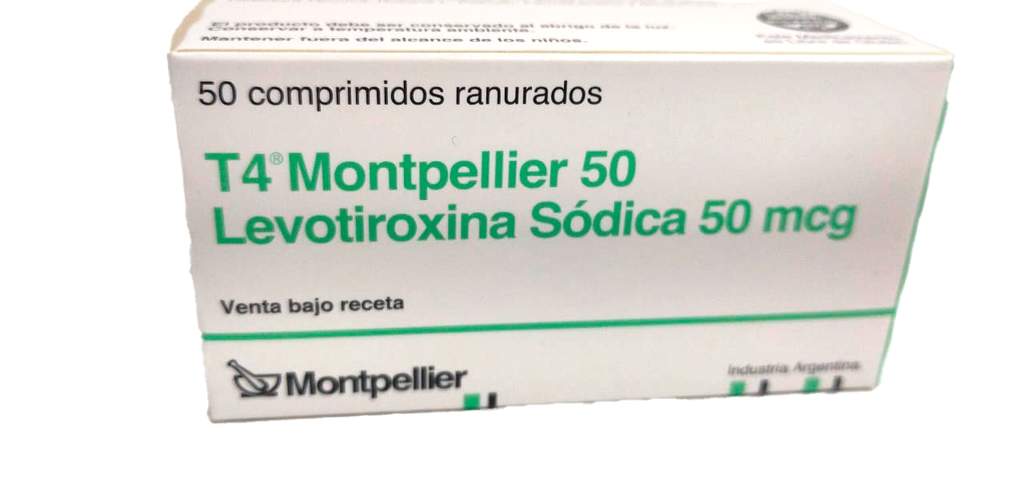 El producto debe ser conservado al abrigo de la luz.
Conservar a temperatura ambiente.
Mantener fuera del alcance de los niños.
50 comprimidos ranurados
T4® Montpellier 50
Levotiroxina Sódica 50 mcg
Venta bajo receta
Montpellier
Industria Argentina